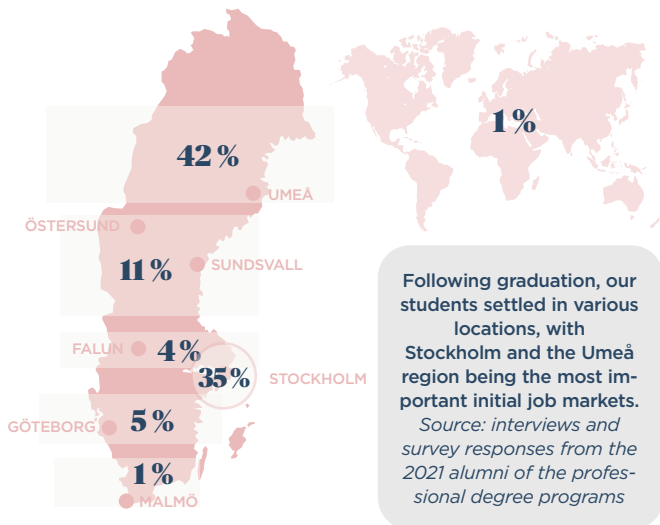 42 %
1 %
UMEÅ
ÖSTERSUND
11 %
SUNDSVALL
FALUN
4 %
35%
STOCKHOLM
GÖTEBORG
5 %
1 %
MALMÖ
Following graduation, our
students settled in various
locations, with
Stockholm and the Umeå
region being the most im-
portant initial job markets.
Source: interviews and
survey responses from the
2021 alumni of the profes-
sional degree programs